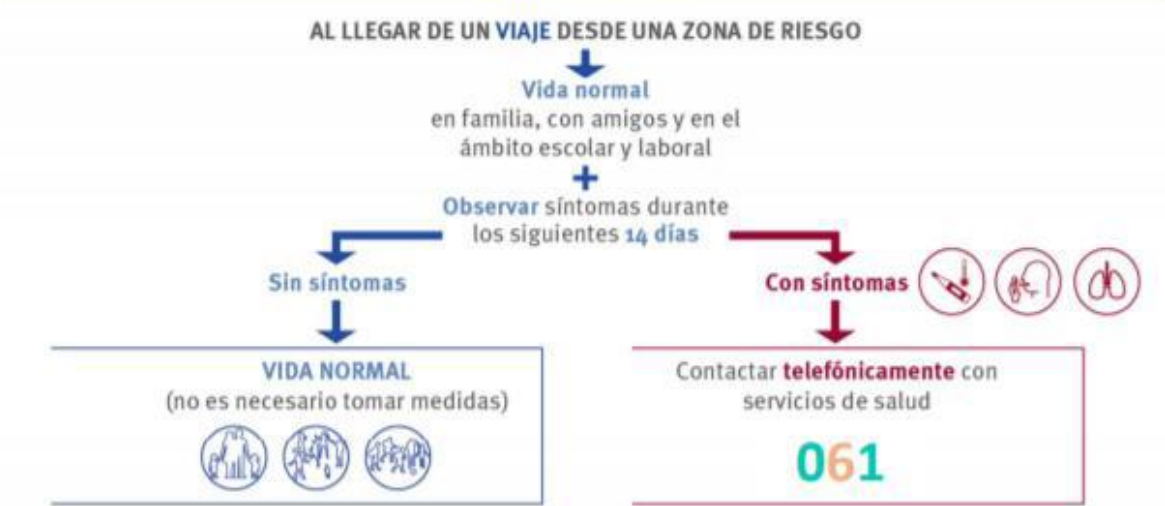 AL LLEGAR DE UN VIAJE DESDE UNA ZONA DE RIESGO
Vida normal
en familia, con amigos y en el
ámbito escolar y laboral
+
Observar síntomas durante
los siguientes 14 días
Sin síntomas
Con síntomas
VIDA NORMAL
(no es necesario tomar medidas)
Contactar telefónicamente con
servicios de salud
061